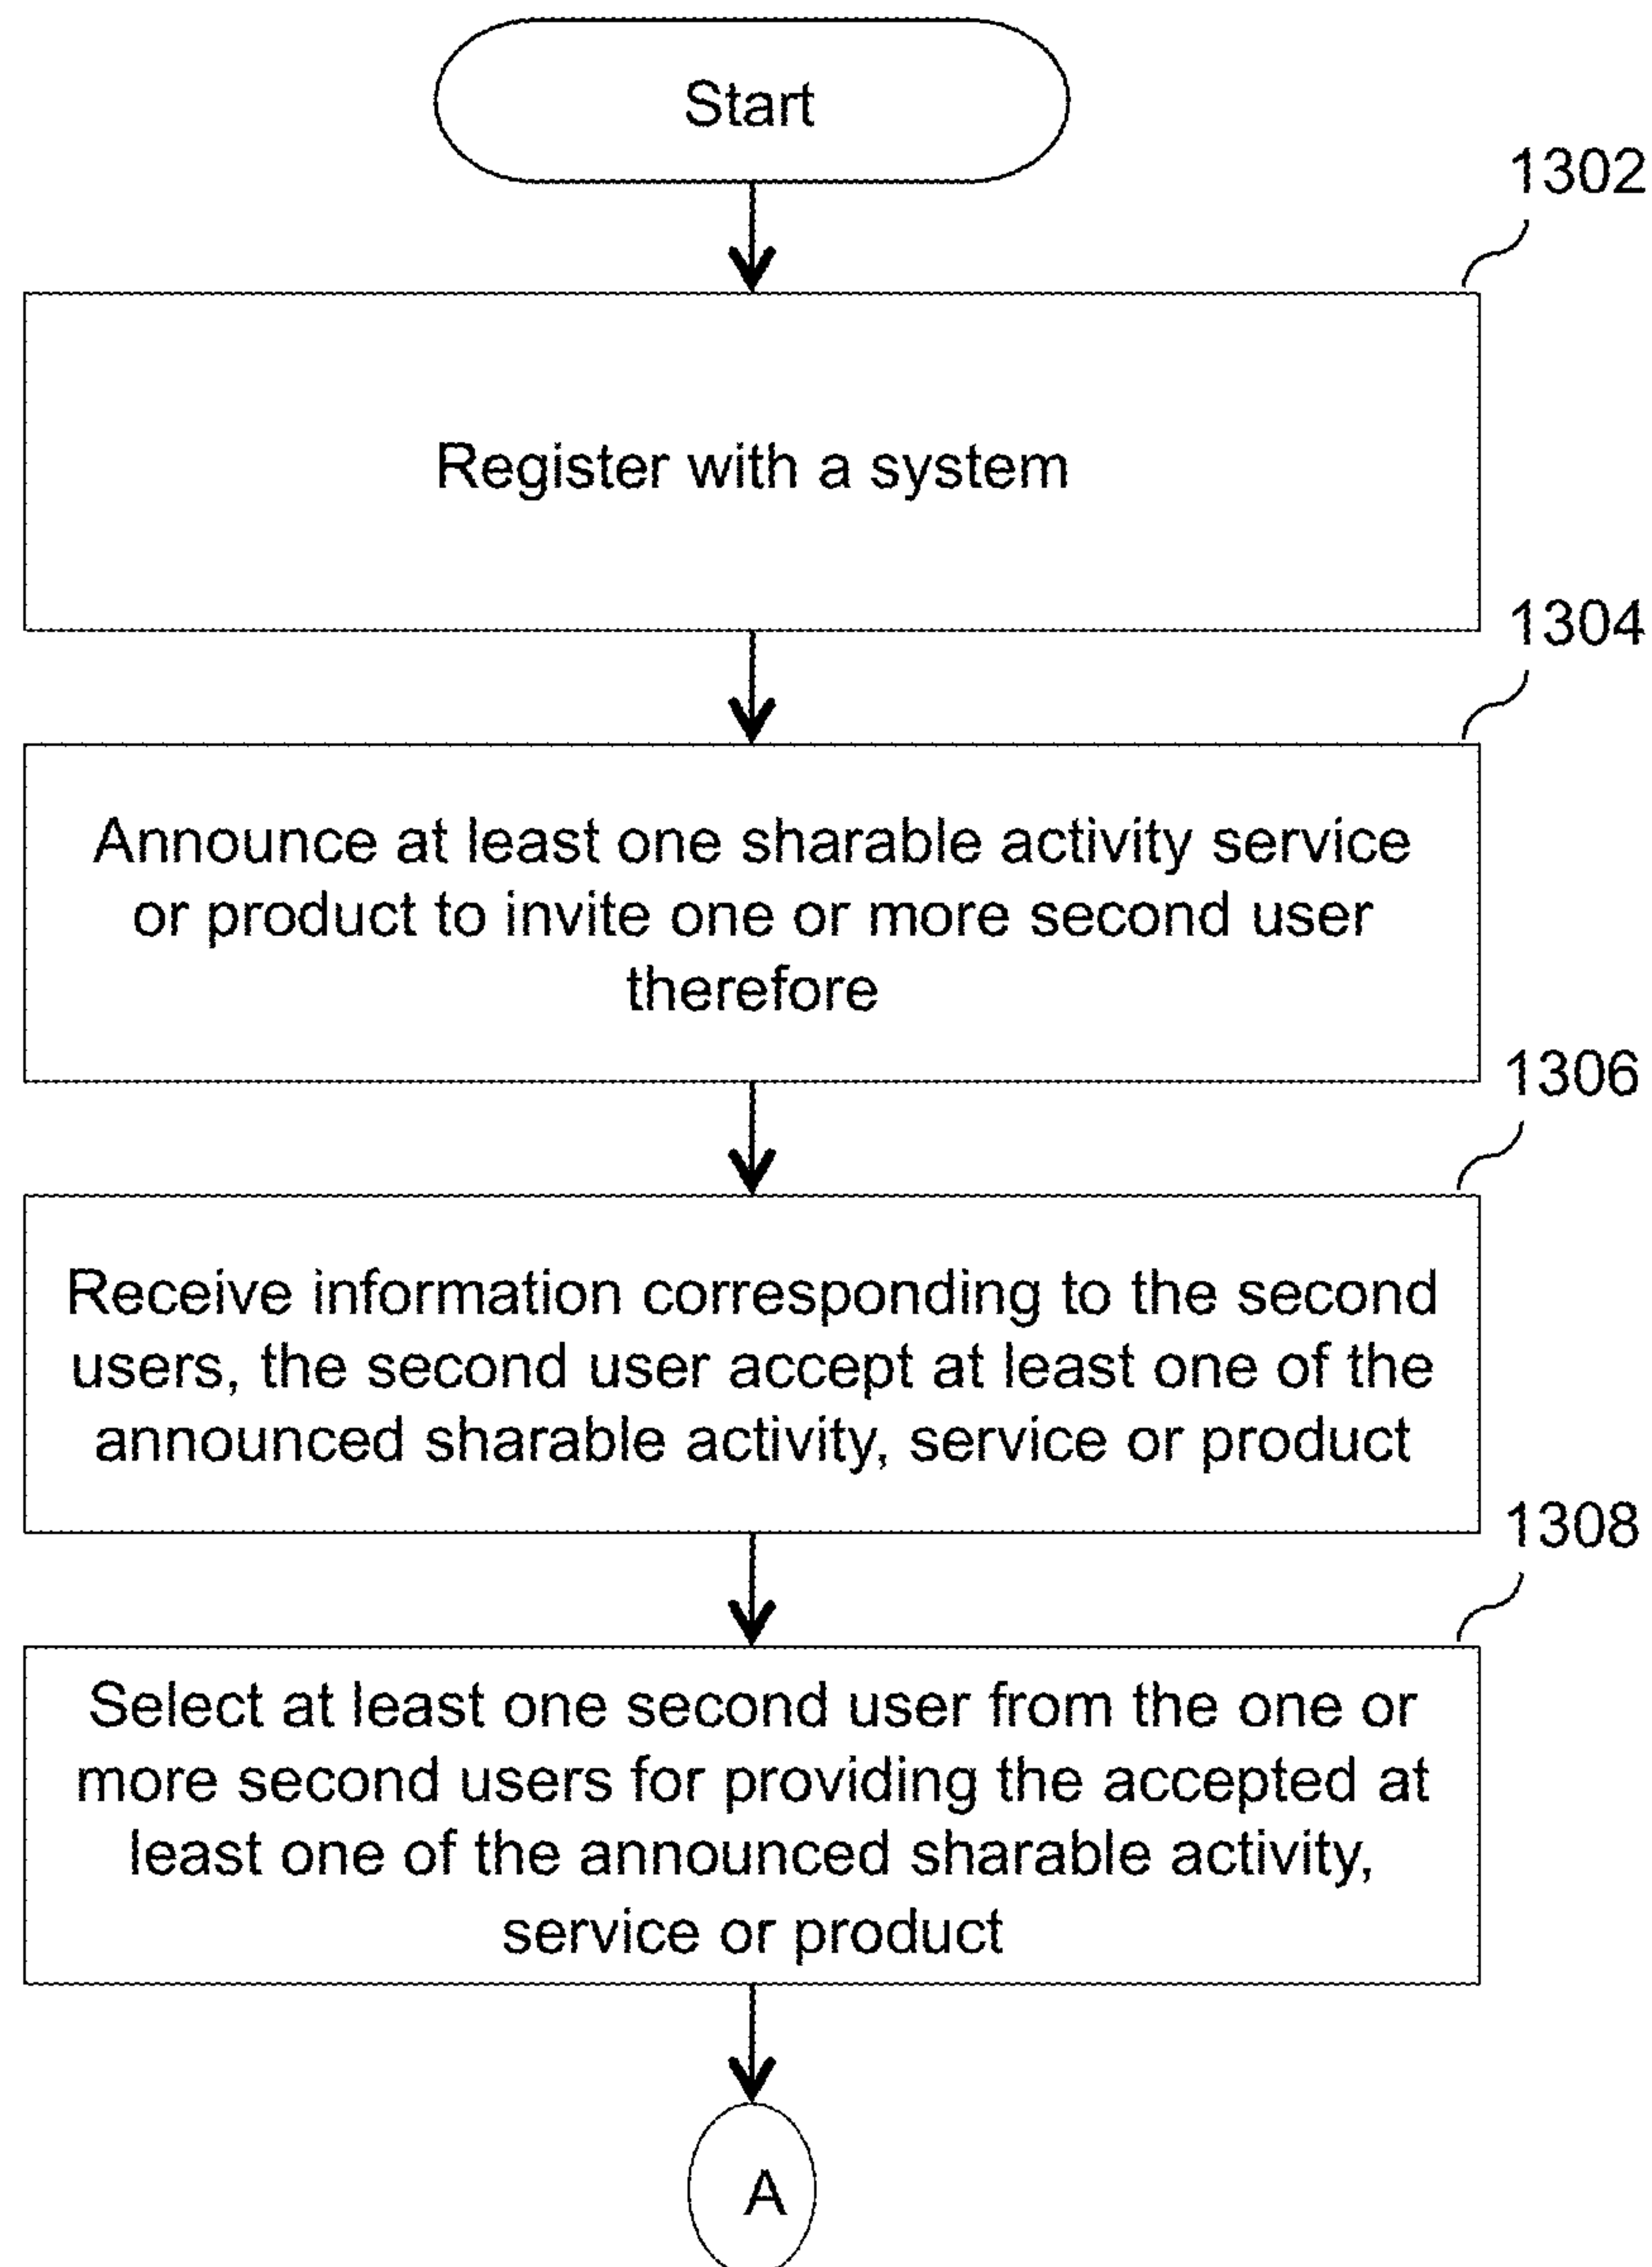 Start
1302
Register with a system
1304
Announce at least one sharable activity service
or product to invite one or more second user
therefore
1306
Receive information corresponding to the second
users, the second user accept at least one of the
announced sharable activity, service or product
1308
Select at least one second user from the one or
more second users for providing the accepted at
least one of the announced sharable activity,
service or product
A